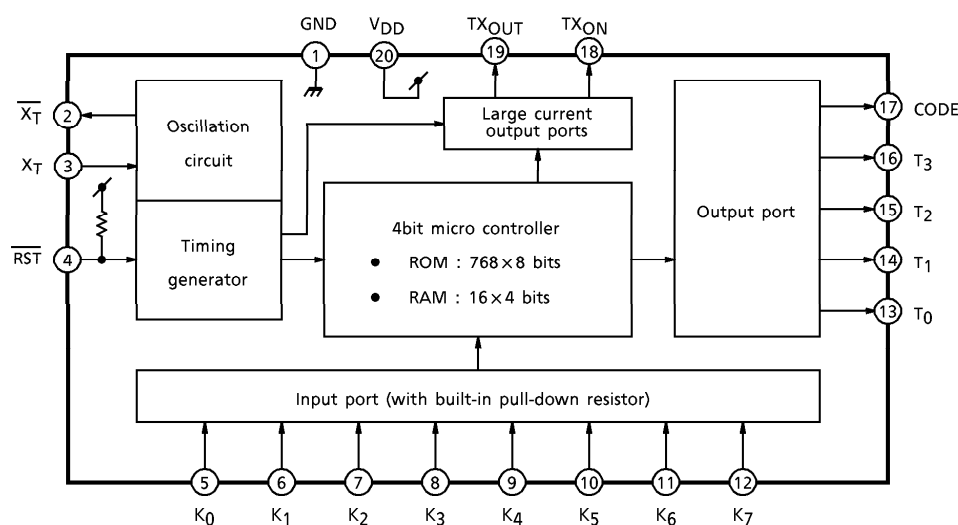 GND
VDD
TXOUT
TXON
1
20
19
18
XT
2
Oscillation
circuit
Large current
output ports
17
CODE
XT
3
16
T3
15
T2
RST
4
Timing
generator
4bit micro controller
• ROM : 768×8 bits
• RAM : 16×4 bits
Output port
14
T1
13
T0
Input port (with built-in pull-down resistor)
5
6
7
8
9
10
11
12
K0
K1
K2
K3
K4
K5
K6
K7